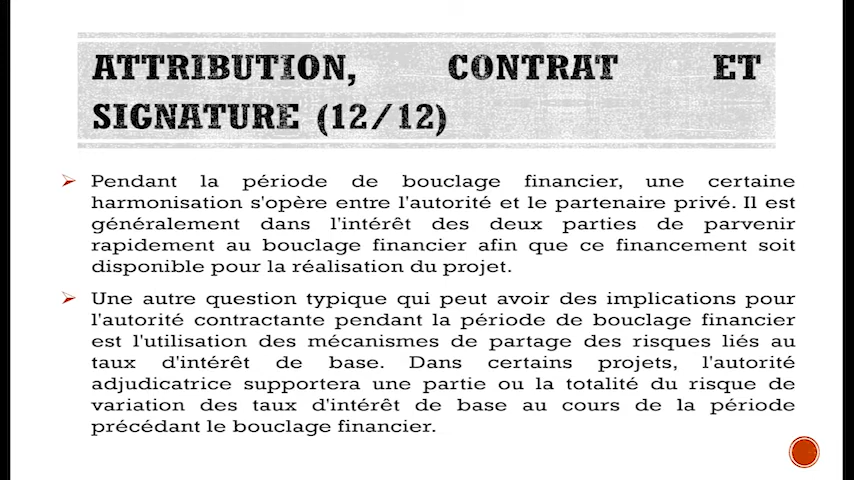 ATTRIBUTION, CONTRAT ET
SIGNATURE (12/12)
Pendant la période de bouclage financier, une certaine
harmonisation s'opère entre l'autorité et le partenaire privé. Il est
généralement dans l'intérêt des deux parties de parvenir
rapidement au bouclage financier afin que ce financement soit
disponible pour la réalisation du projet.
Une autre question typique qui peut avoir des implications pour
l'autorité contractante pendant la période de bouclage financier
est l'utilisation des mécanismes de partage des risques liés au
taux d'intérêt de base. Dans certains projets, l'autorité
adjudicatrice supportera une partie ou la totalité du risque de
variation des taux d'intérêt de base au cours de la période
précédant le bouclage financier.